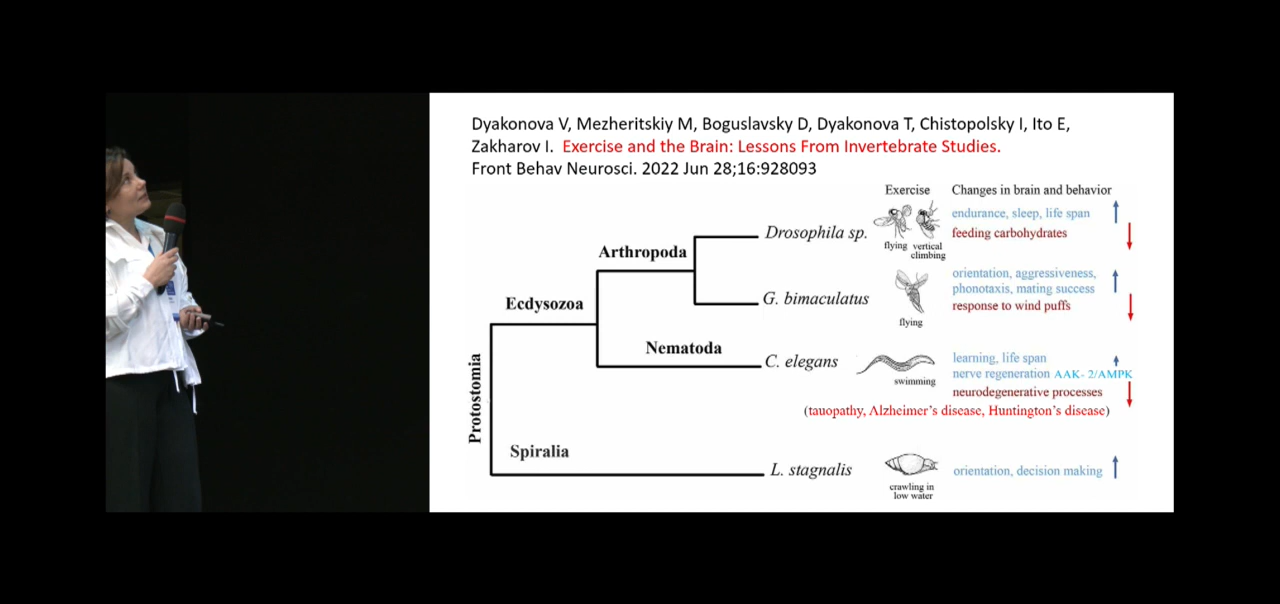 Dyakonova V, Mezheritskiy M, Boguslavsky D, Dyakonova T, Chistopolsky I, Ito E,
Zakharov I. Exercise and the Brain: Lessons From Invertebrate Studies.
Front Behav Neurosci. 2022 Jun 28;16:928093
Exercise
Changes in brain and behavior
Drosophila sp.
flying
vertical
climbing
endurance, sleep, life span
feeding carbohydrates
Arthropoda
G. bimaculatus
flying
orientation, aggressiveness,
phonotaxis, mating success
response to wind puffs
Ecdysozoa
Nematoda
C. elegans
swimming
learning, life span
nerve regeneration AAK- 2/AMPK
neurodegenerative processes
(tauopathy, Alzheimer's disease, Huntington's disease)
Protostomia
Spiralia
L. stagnalis
crawling in
low water
orientation, decision making